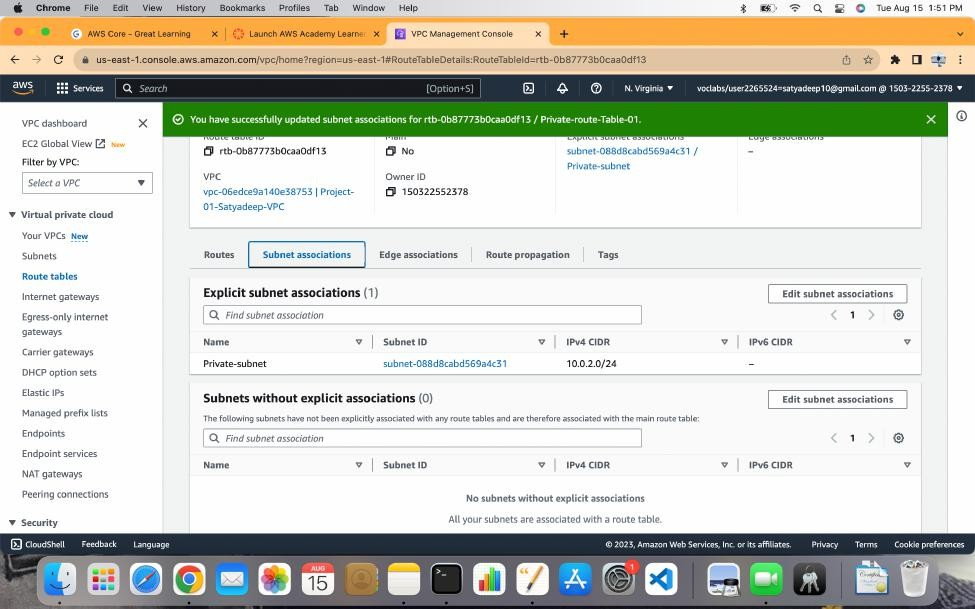 Chrome File Edit View History Bookmarks Profiles Tab Window Help Tue Aug 15 1:51 PM
AWS Core - Great Learning Launch AWS Academy Learner VPC Management Console
us-east-1.console.aws.amazon.com/vpc/home?region=us-east-1#RouteTableDetails:RouteTableId=rtb-0b87773b0caa0df13
aws Services Search [Option+S] N. Virginia voclabs/user2265524=satyadeep10@gmail.com @ 1503-2255-2378
You have successfully updated subnet associations for rtb-0b87773b0caa0df13 / Private-route-Table-01.
VPC dashboard
EC2 Global View New
Filter by VPC:
Select a VPC
Virtual private cloud
Your VPCs New
Subnets
Route tables
Internet gateways
Egress-only internet
gateways
Carrier gateways
DHCP option sets
Elastic IPs
Managed prefix lists
Endpoints
Endpoint services
NAT gateways
Peering connections
Security
Route table ID
rtb-0b87773b0caa0df13
Main
No
Explicit subnet associations
subnet-088d8cabd569a4c31 /
Private-subnet
Edge associations
–
VPC
vpc-06edce9a140e38753 | Project-
01-Satyadeep-VPC
Owner ID
150322552378
Routes Subnet associations Edge associations Route propagation Tags
Explicit subnet associations (1)
Edit subnet associations
Find subnet association
1
Name Subnet ID IPv4 CIDR IPv6 CIDR
Private-subnet subnet-088d8cabd569a4c31 10.0.2.0/24 –
Subnets without explicit associations (0)
Edit subnet associations
The following subnets have not been explicitly associated with any route tables and are therefore associated with the main route table:
Find subnet association
1
Name Subnet ID IPv4 CIDR IPv6 CIDR
No subnets without explicit associations
All your subnets are associated with a route table.
CloudShell Feedback Language © 2023, Amazon Web Services, Inc. or its affiliates. Privacy Terms Cookie preferences
AUG
15
1